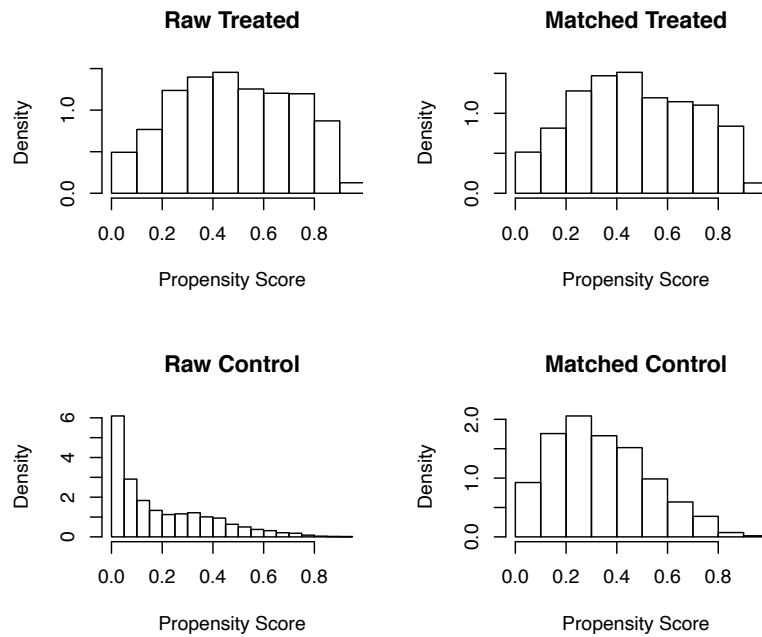 Raw Treated
Density
0.0 1.0
0.0 0.2 0.4 0.6 0.8
Propensity Score
Matched Treated
Density
0.0 1.0
0.0 0.2 0.4 0.6 0.8
Propensity Score
Raw Control
Density
0 2 4 6
0.0 0.2 0.4 0.6 0.8
Propensity Score
Matched Control
Density
0.0 1.0 2.0
0.0 0.2 0.4 0.6 0.8
Propensity Score